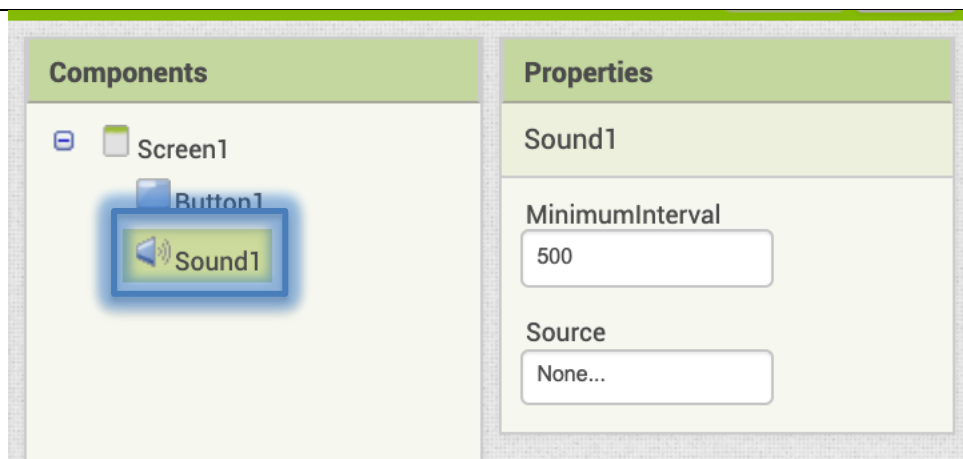 Components
Screen1
Button1
Sound1
Properties
Sound1
MinimumInterval
500
Source
None...